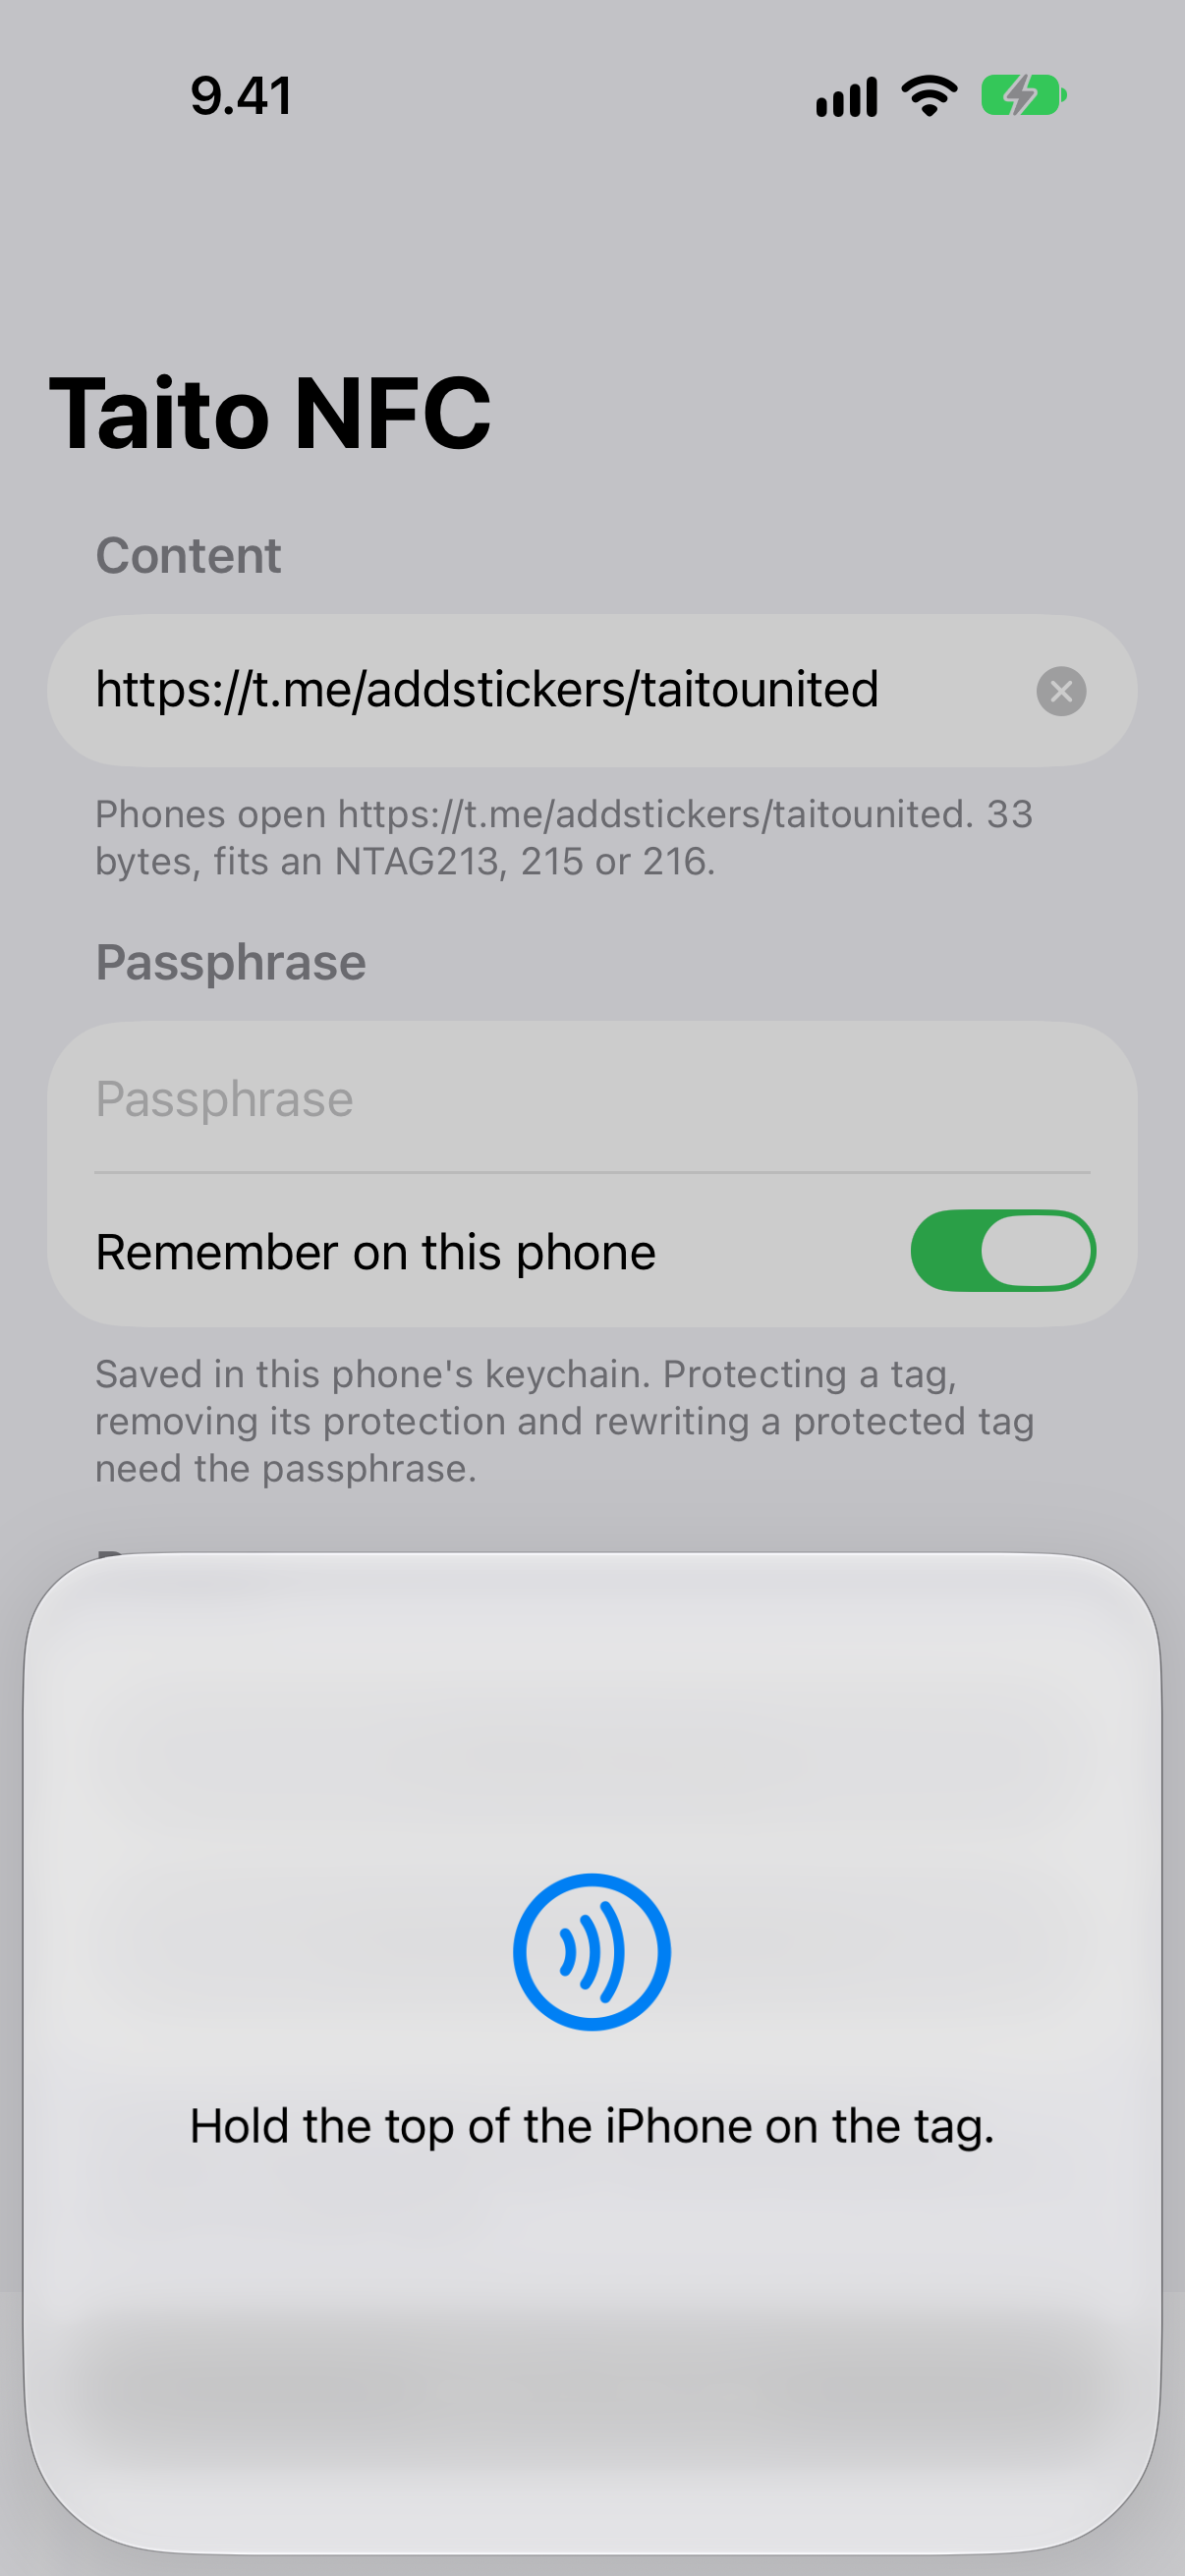 9.41
Taito NFC
Content
https://t.me/addstickers/taitounited
Phones open https://t.me/addstickers/taitounited. 33
bytes, fits an NTAG213, 215 or 216.
Passphrase
Passphrase
Remember on this phone
Saved in this phone's keychain. Protecting a tag,
removing its protection and rewriting a protected tag
need the passphrase.
Hold the top of the iPhone on the tag.